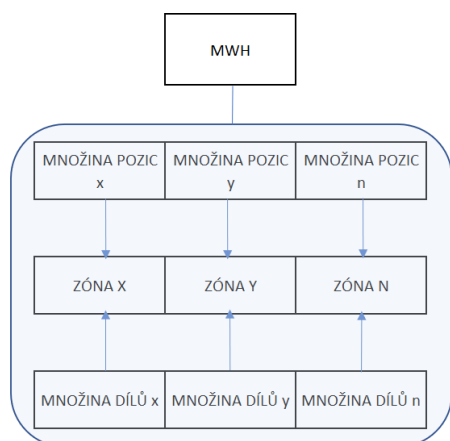 MWH
MNOŽINA POZIC MNOŽINA POZIC MNOŽINA POZIC
x y n
ZÓNA X ZÓNA Y ZÓNA N
MNOŽINA DÍLŮ x MNOŽINA DÍLŮ y MNOŽINA DÍLŮ n